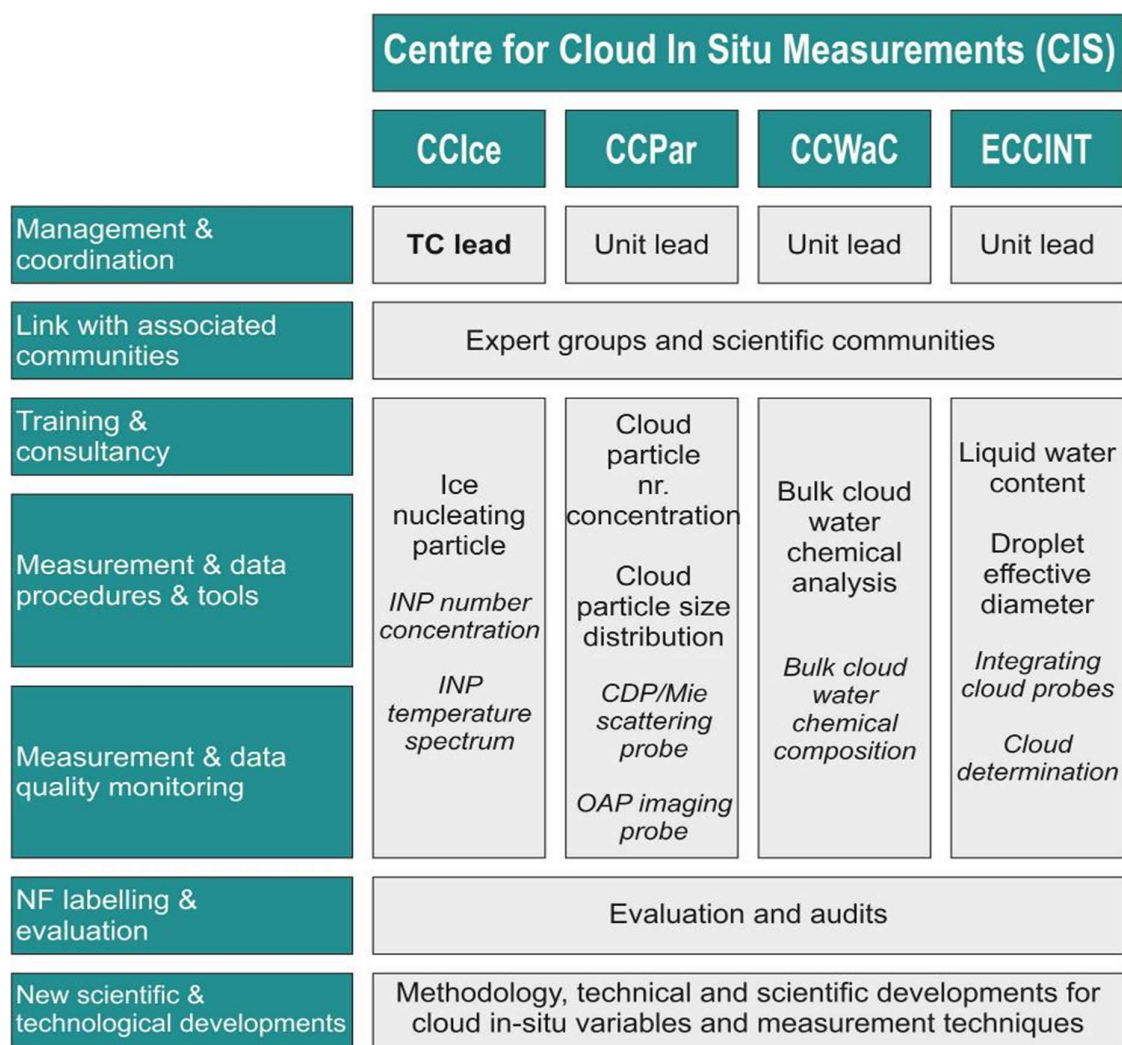 Centre for Cloud In Situ Measurements (CIS)
CCIce
CCPar
CCWaC
ECCINT
Management &
coordination
TC lead
Unit lead
Unit lead
Unit lead
Link with associated
communities
Expert groups and scientific communities
Training &
consultancy
Measurement & data
procedures & tools
Measurement & data
quality monitoring
Ice
nucleating
particle
INP number
concentration
INP
temperature
spectrum
Cloud
particle
nr.
concentration
Cloud
particle size
distribution
CDP/Mie
scattering
probe
OAP imaging
probe
Bulk cloud
water
chemical
analysis
Bulk cloud
water
chemical
composition
Liquid water
content
Droplet
effective
diameter
Integrating
cloud probes
Cloud
determination
NF labelling &
evaluation
Evaluation and audits
New scientific &
technological developments
Methodology, technical and scientific developments for
cloud in-situ variables and measurement techniques